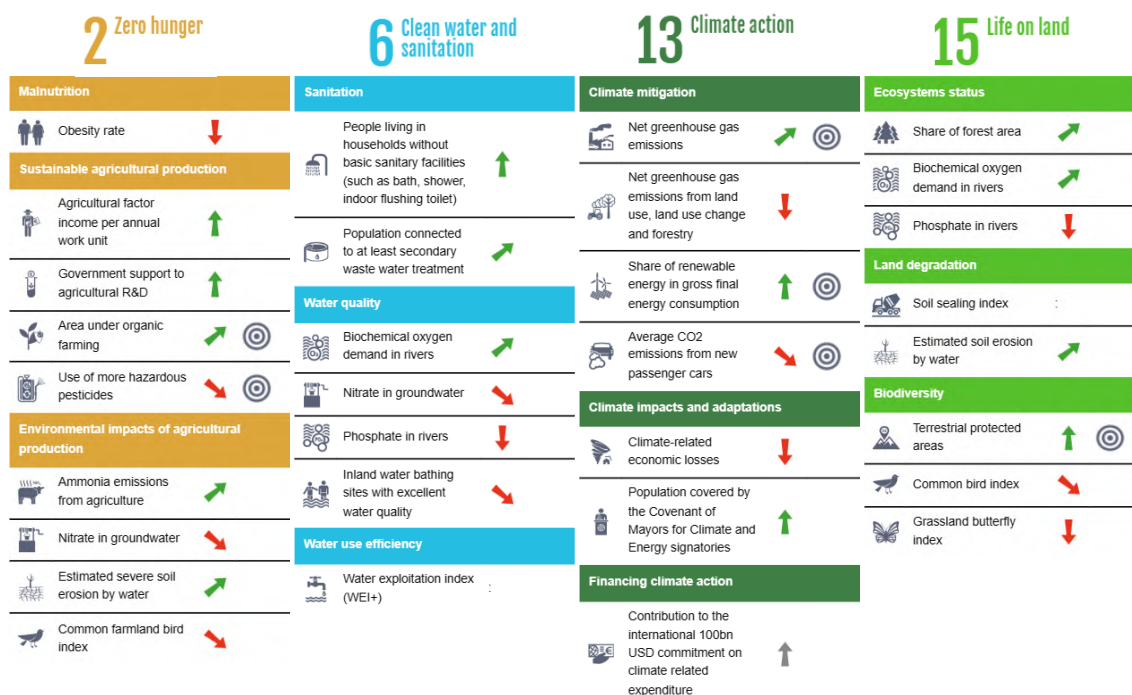 2 Zero hunger
Malnutrition
Obesity rate
Sustainable agricultural production
Agricultural factor
income per annual
work unit
Government support to
agricultural R&D
Area under organic
farming
Use of more hazardous
pesticides
Environmental impacts of agricultural
production
Ammonia emissions
from agriculture
Nitrate in groundwater
Estimated severe soil
erosion by water
Common farmland bird
index
6 Clean water and
sanitation
Sanitation
People living in
households without
basic sanitary facilities
(such as bath, shower,
indoor flushing toilet)
Population connected
to at least secondary
waste water treatment
Water quality
Biochemical oxygen
demand in rivers
Nitrate in groundwater
Phosphate in rivers
Inland water bathing
sites with excellent
water quality
Water use efficiency
Water exploitation index
(WEI+)
:
13 Climate action
Climate mitigation
Net greenhouse gas
emissions
Net greenhouse gas
emissions from land
use, land use change
and forestry
Share of renewable
energy in gross final
energy consumption
Average CO2
emissions from new
passenger cars
Climate impacts and adaptations
Climate-related
economic losses
Population covered by
the Covenant of
Mayors for Climate and
Energy signatories
Financing climate action
Contribution to the
international 100bn
USD commitment on
climate related
expenditure
15 Life on land
Ecosystems status
Share of forest area
Biochemical oxygen
demand in rivers
Phosphate in rivers
Land degradation
Soil sealing index
:
Estimated soil erosion
by water
Biodiversity
Terrestrial protected
areas
Common bird index
Grassland butterfly
index